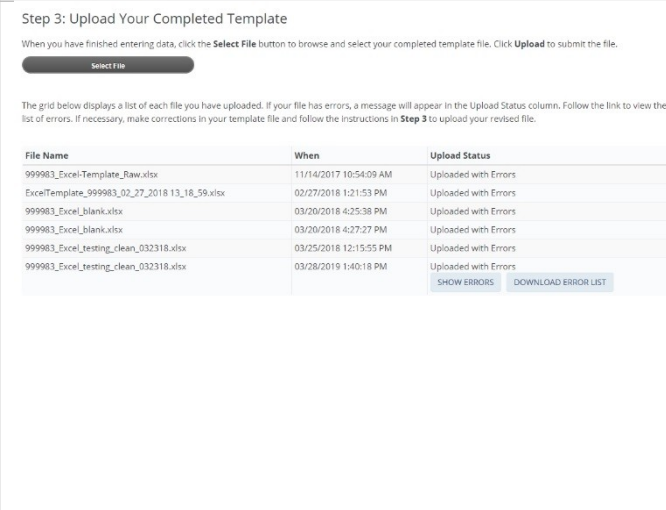 Step 3: Upload Your Completed Template
When you have finished entering data, click the Select File button to browse and select your completed template file. Click Upload to submit the file.
Select File
The grid below displays a list of each file you have uploaded. If your file has errors, a message will appear in the Upload Status column. Follow the link to view the
list of errors. If necessary, make corrections in your template file and follow the instructions in Step 3 to upload your revised file.
File Name When Upload Status
999983_Excel-Template_Raw.xlsx 11/14/2017 10:54:09 AM Uploaded with Errors
ExcelTemplate_999983_02_27_2018 13_18_59.xlsx 02/27/2018 1:21:53 PM Uploaded with Errors
999983_Excel_blank.xlsx 03/20/2018 4:25:38 PM Uploaded with Errors
999983_Excel_blank.xlsx 03/20/2018 4:27:27 PM Uploaded with Errors
999983_Excel_testing_clean_032318.xlsx 03/25/2018 12:15:55 PM Uploaded with Errors
999983_Excel_testing_clean_032318.xlsx 03/28/2019 1:40:18 PM Uploaded with Errors
SHOW ERRORS DOWNLOAD ERROR LIST